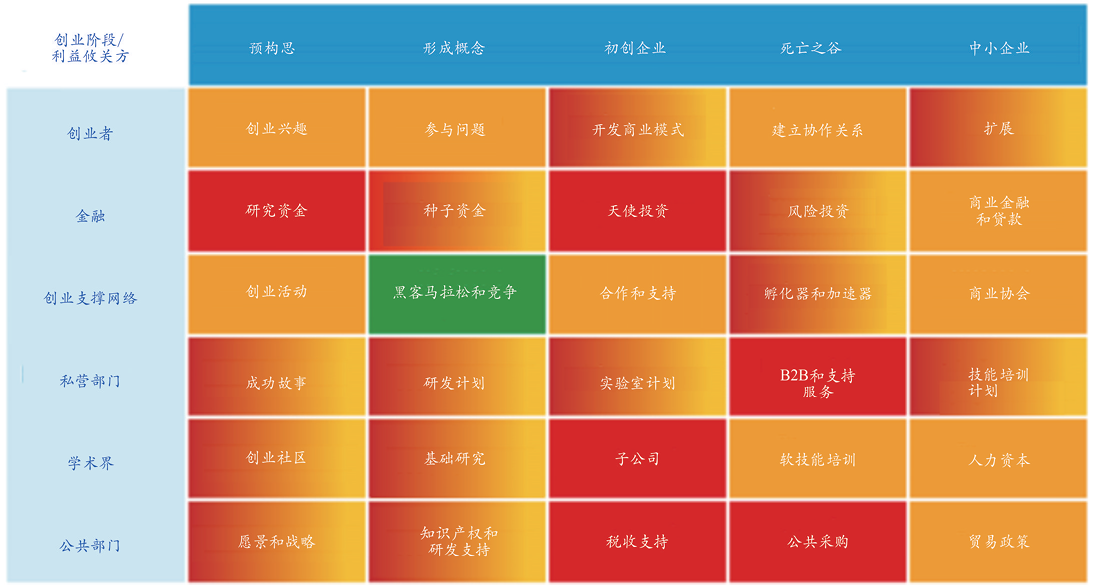 创业阶段/
利益攸关方
预构思
形成概念
初创企业
死亡之谷
中小企业
创业者
创业兴趣
参与问题
开发商业模式
建立协作关系
扩展
金融
研究资金
种子资金
天使投资
风险投资
商业金融
和贷款
创业支撑网络
创业活动
黑客马拉松和竞争
合作和支持
孵化器和加速器
商业协会
私营部门
成功故事
研发计划
实验室计划
B2B和支持
服务
技能培训
计划
学术界
创业社区
基础研究
子公司
软技能培训
人力资本
公共部门
愿景和战略
知识产权和
研发支持
税收支持
公共采购
贸易政策